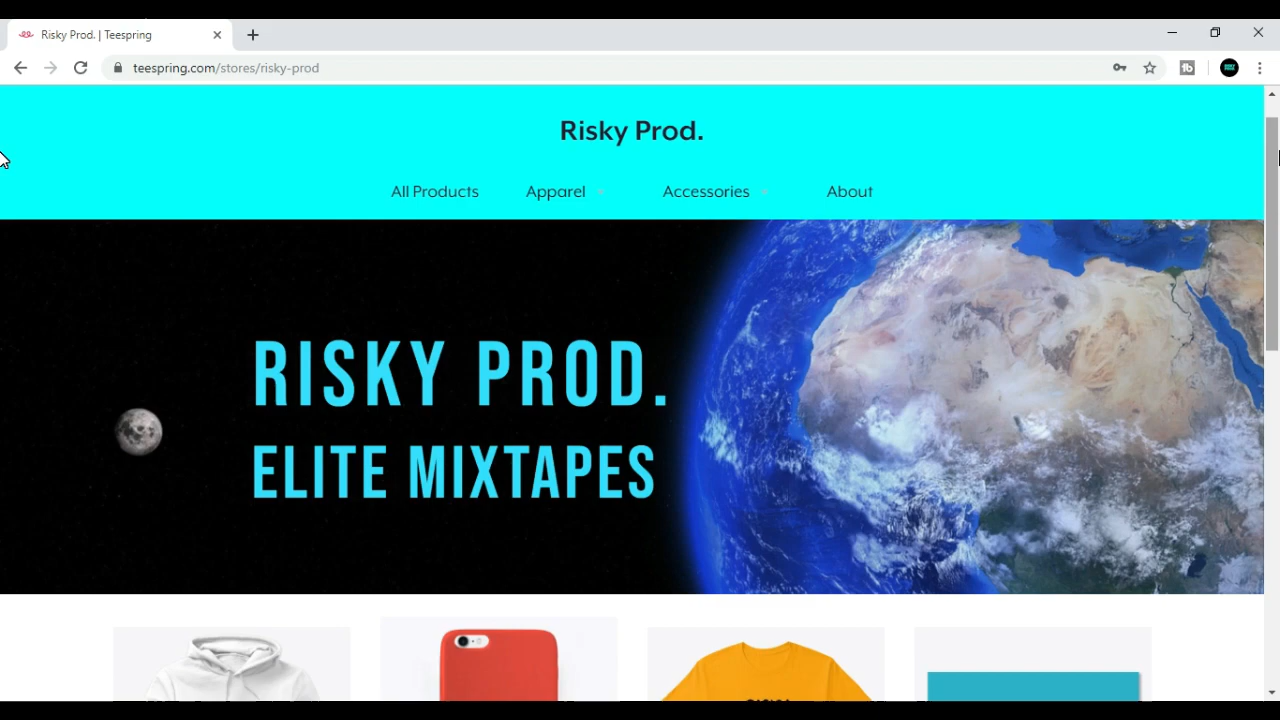 Risky Prod. | Teespring
teespring.com/stores/risky-prod
Risky Prod.
All Products Apparel Accessories About
RISKY PROD.
ELITE MIXTAPES